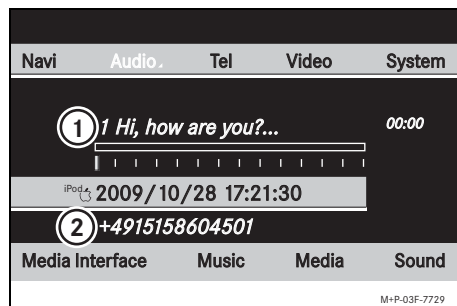 Navi Audio Tel Video System
1 1 Hi, how are you?... 00:00
iPod 2009/10/28 17:21:30
2 +4915158604501
Media Interface Music Media Sound
M+P-03F-7729